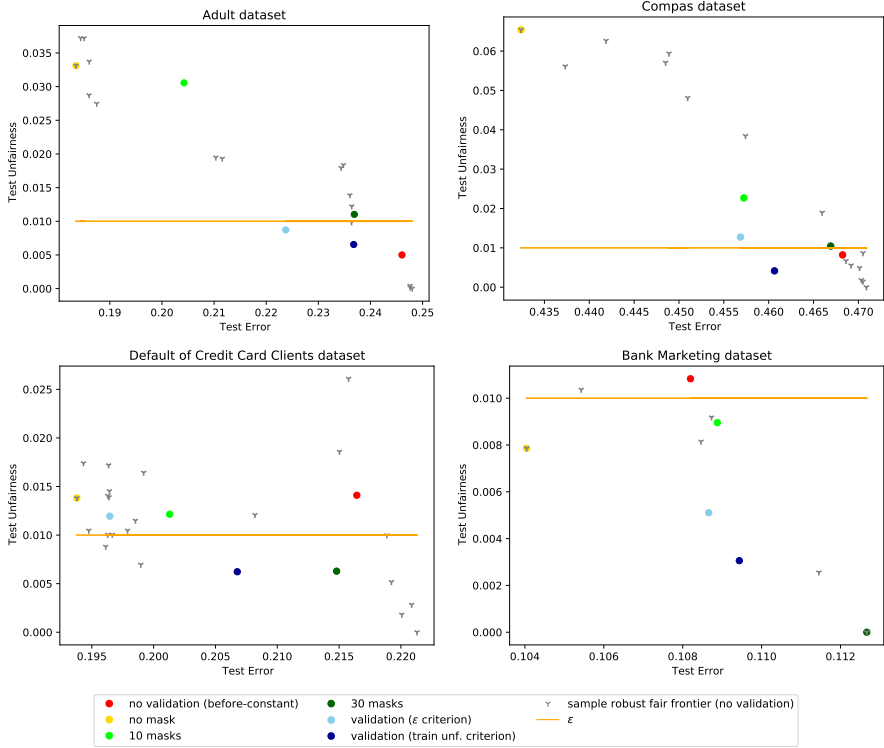 Adult dataset
Test Unfairness
0.035
0.030
0.025
0.020
0.015
0.010
0.005
0.000
0.19 0.20 0.21 0.22 0.23 0.24 0.25
Test Error
Compas dataset
Test Unfairness
0.06
0.05
0.04
0.03
0.02
0.01
0.00
0.435 0.440 0.445 0.450 0.455 0.460 0.465 0.470
Test Error
Default of Credit Card Clients dataset
Test Unfairness
0.025
0.020
0.015
0.010
0.005
0.000
0.195 0.200 0.205 0.210 0.215 0.220
Test Error
Bank Marketing dataset
Test Unfairness
0.010
0.008
0.006
0.004
0.002
0.000
0.104 0.106 0.108 0.110 0.112
Test Error
no validation (before-constant)
no mask
10 masks
30 masks
validation (ε criterion)
validation (train unf. criterion)
sample robust fair frontier (no validation)
ε